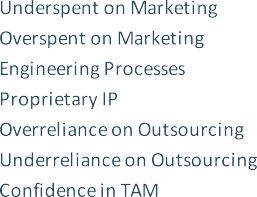 Underspent on Marketing
Overspent on Marketing
Engineering Processes
Proprietary IP
Overreliance on Outsourcing
Underreliance on Outsourcing
Confidence in TAM